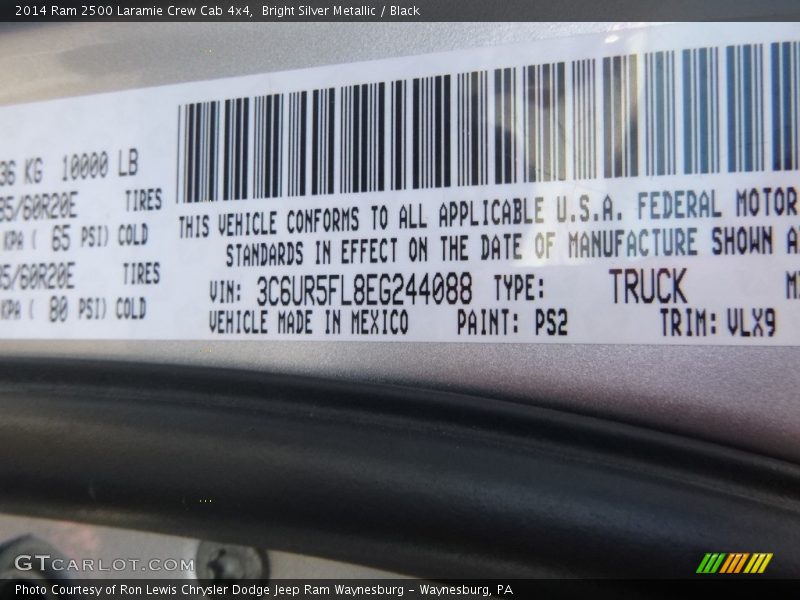 2014 Ram 2500 Laramie Crew Cab 4x4,  Bright Silver Metallic / Black
36 KG 10000 LB
85/60R20E TIRES
KPA ( 65 PSI) COLD
85/60R20E TIRES
KPA ( 80 PSI) COLD
THIS VEHICLE CONFORMS TO ALL APPLICABLE U.S.A. FEDERAL MOTOR
STANDARDS IN EFFECT ON THE DATE OF MANUFACTURE SHOWN A
VIN: 3C6UR5FL8EG244088 TYPE: TRUCK
VEHICLE MADE IN MEXICO PAINT: PS2 TRIM: VLX9
GTCARLOT.COM
Photo Courtesy of Ron Lewis Chrysler Dodge Jeep Ram Waynesburg - Waynesburg, PA